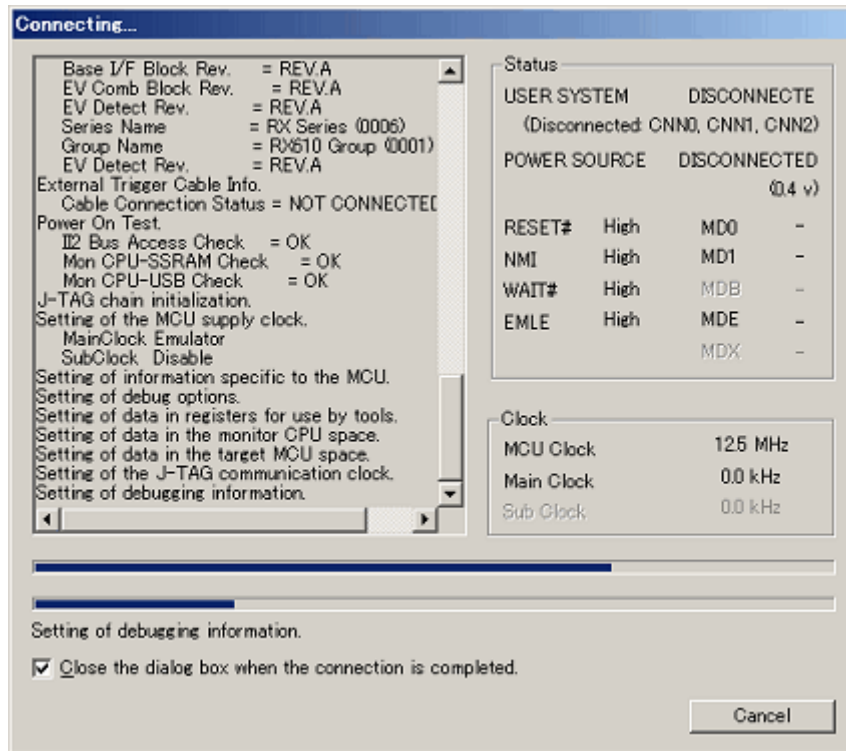 Connecting...
Base I/F Block Rev. = REV.A
EV Comb Block Rev. = REV.A
EV Detect Rev. = REV.A
Series Name = RX Series (0006)
Group Name = RX610 Group (0001)
EV Detect Rev. = REV.A
External Trigger Cable Info.
Cable Connection Status = NOT CONNECTED
Power On Test.
II2 Bus Access Check = OK
Mon CPU-SSRAM Check = OK
Mon CPU-USB Check = OK
J-TAG chain initialization.
Setting of the MCU supply clock.
MainClock Emulator
SubClock Disable
Setting of information specific to the MCU.
Setting of debug options.
Setting of data in registers for use by tools.
Setting of data in the monitor CPU space.
Setting of data in the target MCU space.
Setting of the J-TAG communication clock.
Setting of debugging information.
Status
USER SYSTEM DISCONNECTE
(Disconnected: CNN0, CNN1, CNN2)
POWER SOURCE DISCONNECTED
(0.4 v)
RESET# High MD0 -
NMI High MD1 -
WAIT# High MDB -
EMLE High MDE -
MDX -
Clock
MCU Clock 12.5 MHz
Main Clock 0.0 kHz
Sub Clock 0.0 kHz
Setting of debugging information.
Close the dialog box when the connection is completed.
Cancel